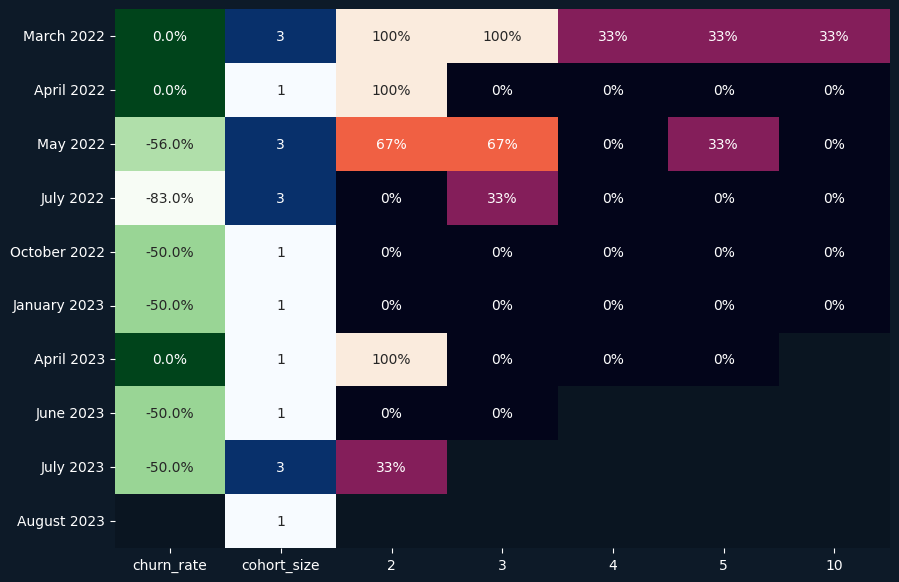 March 2022 0.0% 3 100% 100% 33% 33% 33%
April 2022 0.0% 1 100% 0% 0% 0% 0%
May 2022 -56.0% 3 67% 67% 0% 33% 0%
July 2022 -83.0% 3 0% 33% 0% 0% 0%
October 2022 -50.0% 1 0% 0% 0% 0% 0%
January 2023 -50.0% 1 0% 0% 0% 0% 0%
April 2023 0.0% 1 100% 0% 0% 0%
June 2023 -50.0% 1 0% 0%
July 2023 -50.0% 3 33%
August 2023 1
churn_rate cohort_size 2 3 4 5 10